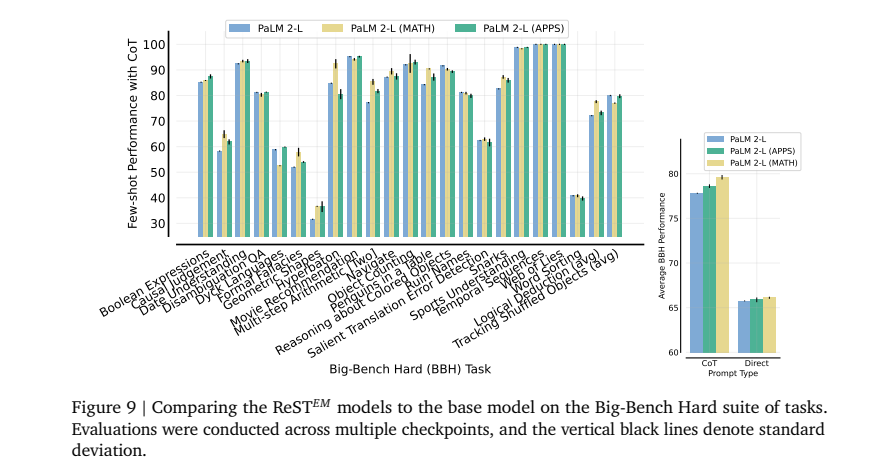 PaLM 2-L PaLM 2-L (MATH) PaLM 2-L (APPS)
Few-shot Performance with CoT
100
90
80
70
60
50
40
30
Boolean Expressions
Causal Judgement
Date Understanding
Disambiguation QA
Dyck Languages
Formal Fallacies
Geometric Shapes
Hyperbaton
Movie Recommendation
Multi-step Arithmetic [Two]
Navigate
Object Counting
Penguins in a Table
Reasoning about Colored Objects
Ruin Names
Salient Translation Error Detection
Snarks
Sports Understanding
Temporal Sequences
Web of Lies
Word Sorting
Logical Deduction (avg)
Tracking Shuffled Objects (avg)
Big-Bench Hard (BBH) Task
PaLM 2-L
PaLM 2-L (APPS)
PaLM 2-L (MATH)
Average BBH Performance
80
75
70
65
60
CoT Direct
Prompt Type
Figure 9 | Comparing the ReST^EM models to the base model on the Big-Bench Hard suite of tasks.
Evaluations were conducted across multiple checkpoints, and the vertical black lines denote standard
deviation.